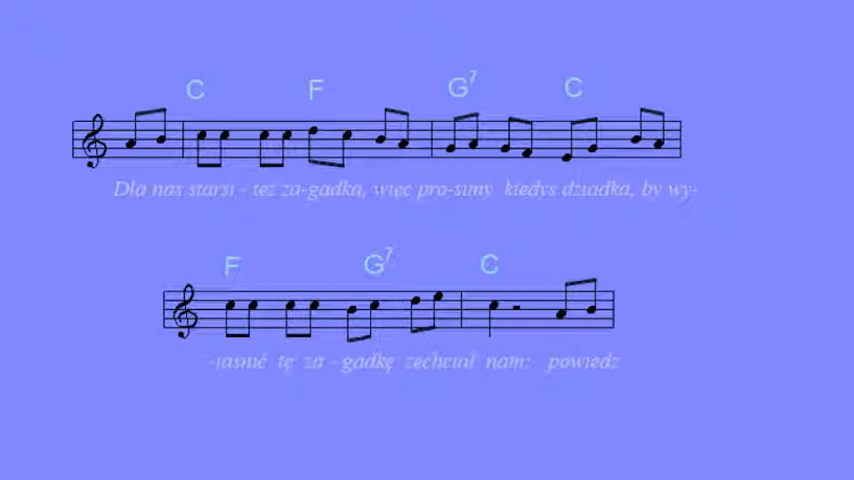 C F G7 C
Dla nas starsi - też za-gadka, więc pro-simy kiedyś dziadka, by wy-
F G7 C
-jaśnić tę za - gadkę zechciał nam: powiedz